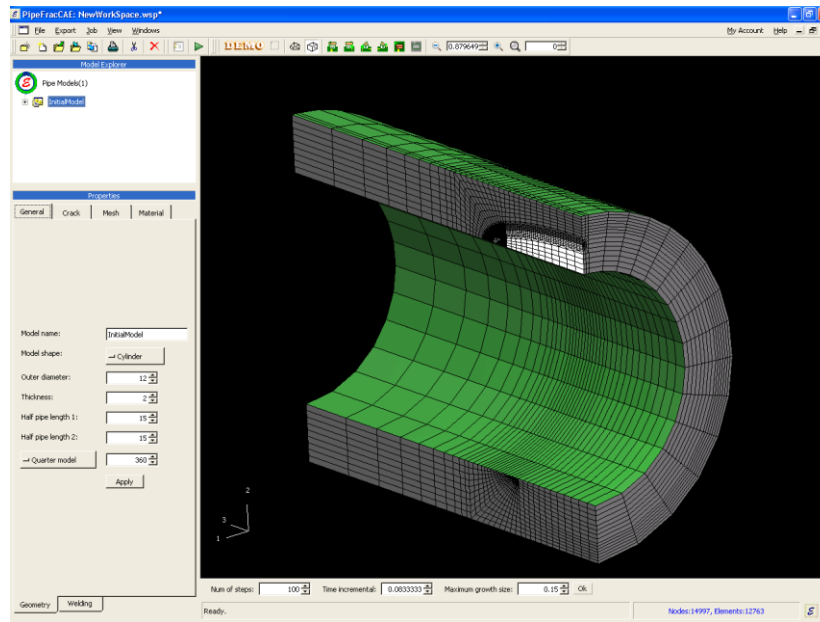 PipeFracCAE: NewWorkSpace.wsp*
File Export Job View Windows My Account Help
DEMO 0.879649 0
Model Explorer
Pipe Models(1)
InitialModel
Properties
General Crack Mesh Material
Model name: InitialModel
Model shape: Cylinder
Outer diameter: 12
Thickness: 2
Half pipe length 1: 15
Half pipe length 2: 15
Quarter model 360
Apply
2
3
1
Num of steps: 100 Time incremental: 0.0833333 Maximum growth size: 0.15 Ok
Geometry Welding
Ready. Nodes:14997, Elements:12763